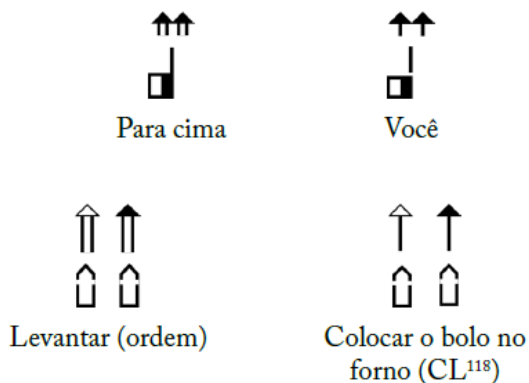 Para cima
Você
Levantar (ordem)
Colocar o bolo no
forno (CL¹¹⁸)